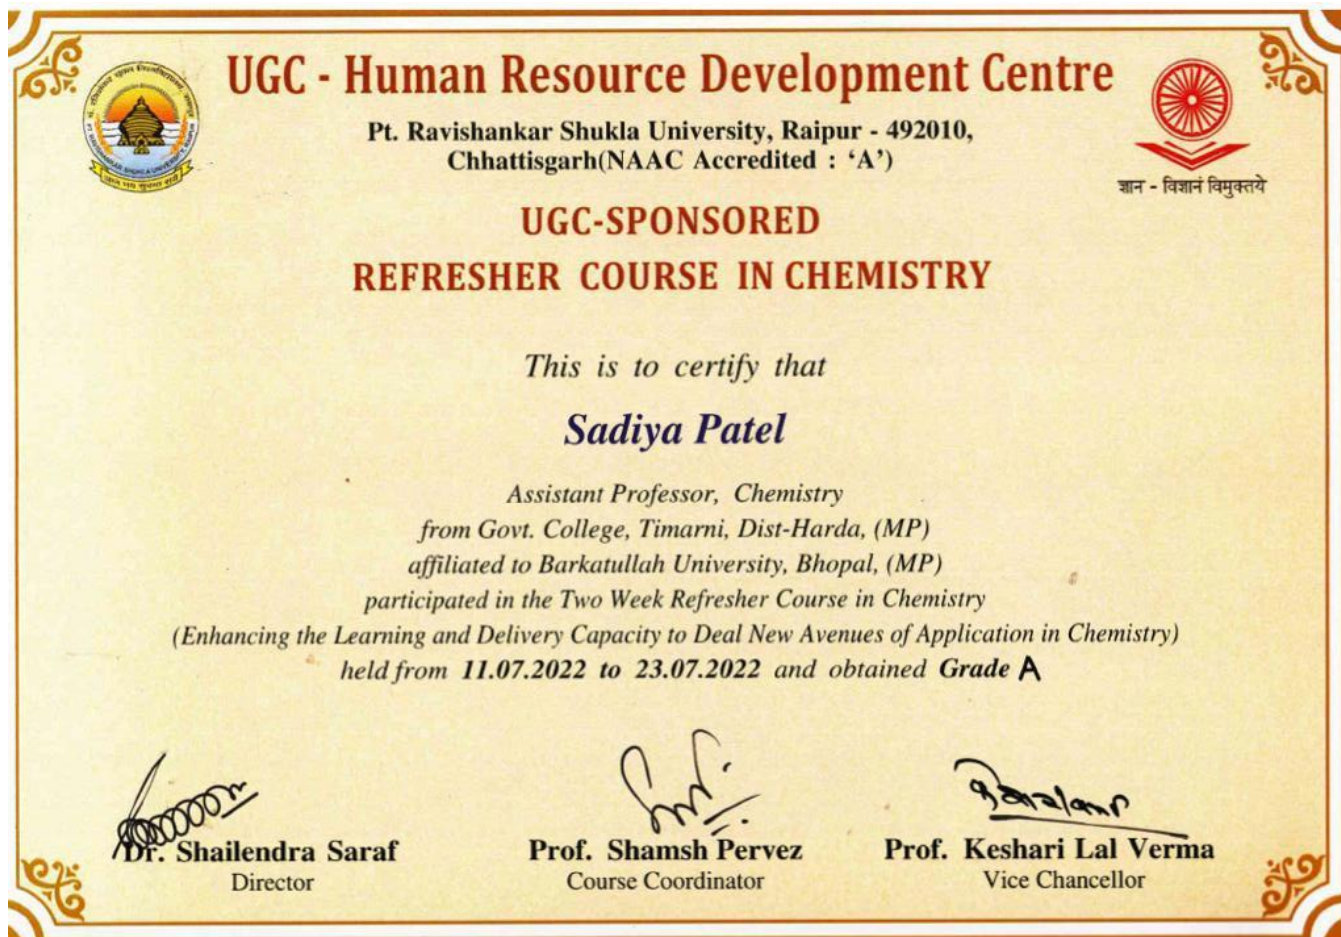 UGC - Human Resource Development Centre
Pt. Ravishankar Shukla University, Raipur - 492010,
Chhattisgarh(NAAC Accredited : ‘A’)
ज्ञान - विज्ञानं विमुक्तये
UGC-SPONSORED
REFRESHER COURSE IN CHEMISTRY
This is to certify that
Sadiya Patel
Assistant Professor, Chemistry
from Govt. College, Timarni, Dist-Harda, (MP)
affiliated to Barkatullah University, Bhopal, (MP)
participated in the Two Week Refresher Course in Chemistry
(Enhancing the Learning and Delivery Capacity to Deal New Avenues of Application in Chemistry)
held from 11.07.2022 to 23.07.2022 and obtained Grade A
Dr. Shailendra Saraf
Director
Prof. Shamsh Pervez
Course Coordinator
Prof. Keshari Lal Verma
Vice Chancellor